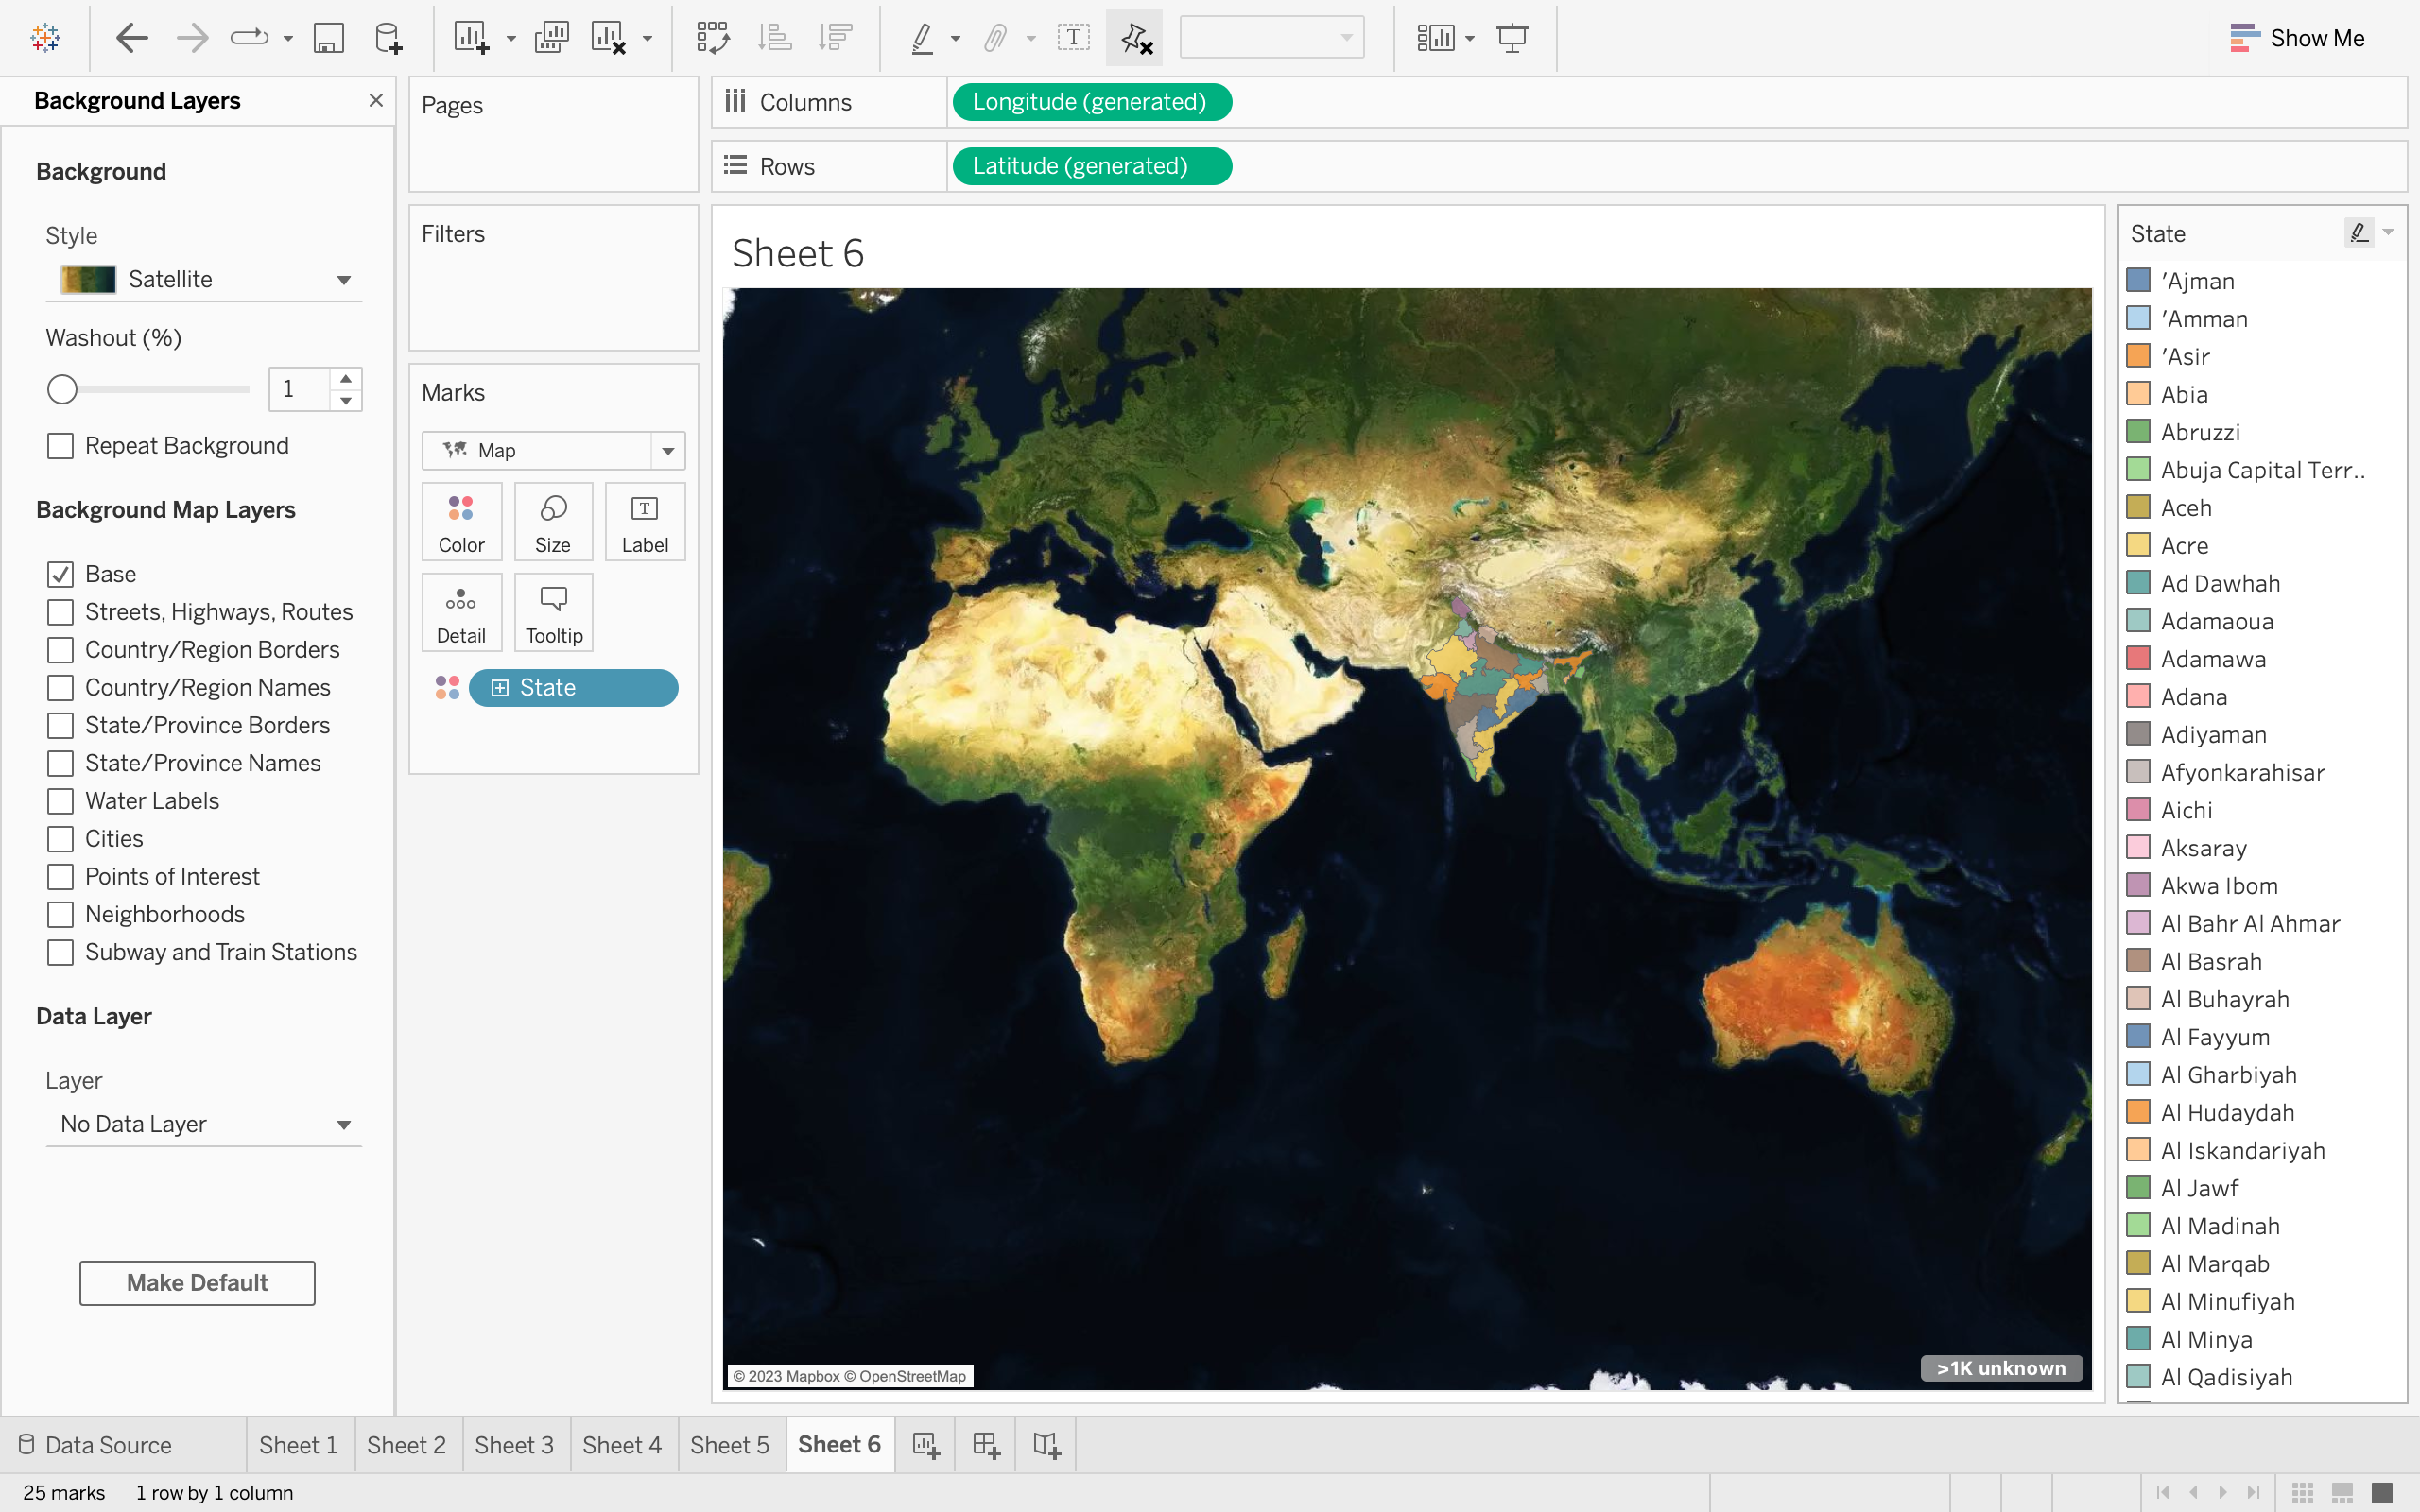 Show Me
Background Layers
Background
Style
Satellite
Washout (%)
1
Repeat Background
Background Map Layers
Base
Streets, Highways, Routes
Country/Region Borders
Country/Region Names
State/Province Borders
State/Province Names
Water Labels
Cities
Points of Interest
Neighborhoods
Subway and Train Stations
Data Layer
Layer
No Data Layer
Make Default
Pages
Filters
Marks
Map
Color
Size
T
Label
Detail
Tooltip
State
Columns
Longitude (generated)
Rows
Latitude (generated)
Sheet 6
© 2023 Mapbox © OpenStreetMap
>1K unknown
State
'Ajman
'Amman
'Asir
Abia
Abruzzi
Abuja Capital Terr..
Aceh
Acre
Ad Dawhah
Adamaoua
Adamawa
Adana
Adiyaman
Afyonkarahisar
Aichi
Aksaray
Akwa Ibom
Al Bahr Al Ahmar
Al Basrah
Al Buhayrah
Al Fayyum
Al Gharbiyah
Al Hudaydah
Al Iskandariyah
Al Jawf
Al Madinah
Al Marqab
Al Minufiyah
Al Minya
Al Qadisiyah
Data Source
Sheet 1
Sheet 2
Sheet 3
Sheet 4
Sheet 5
Sheet 6
25 marks
1 row by 1 column